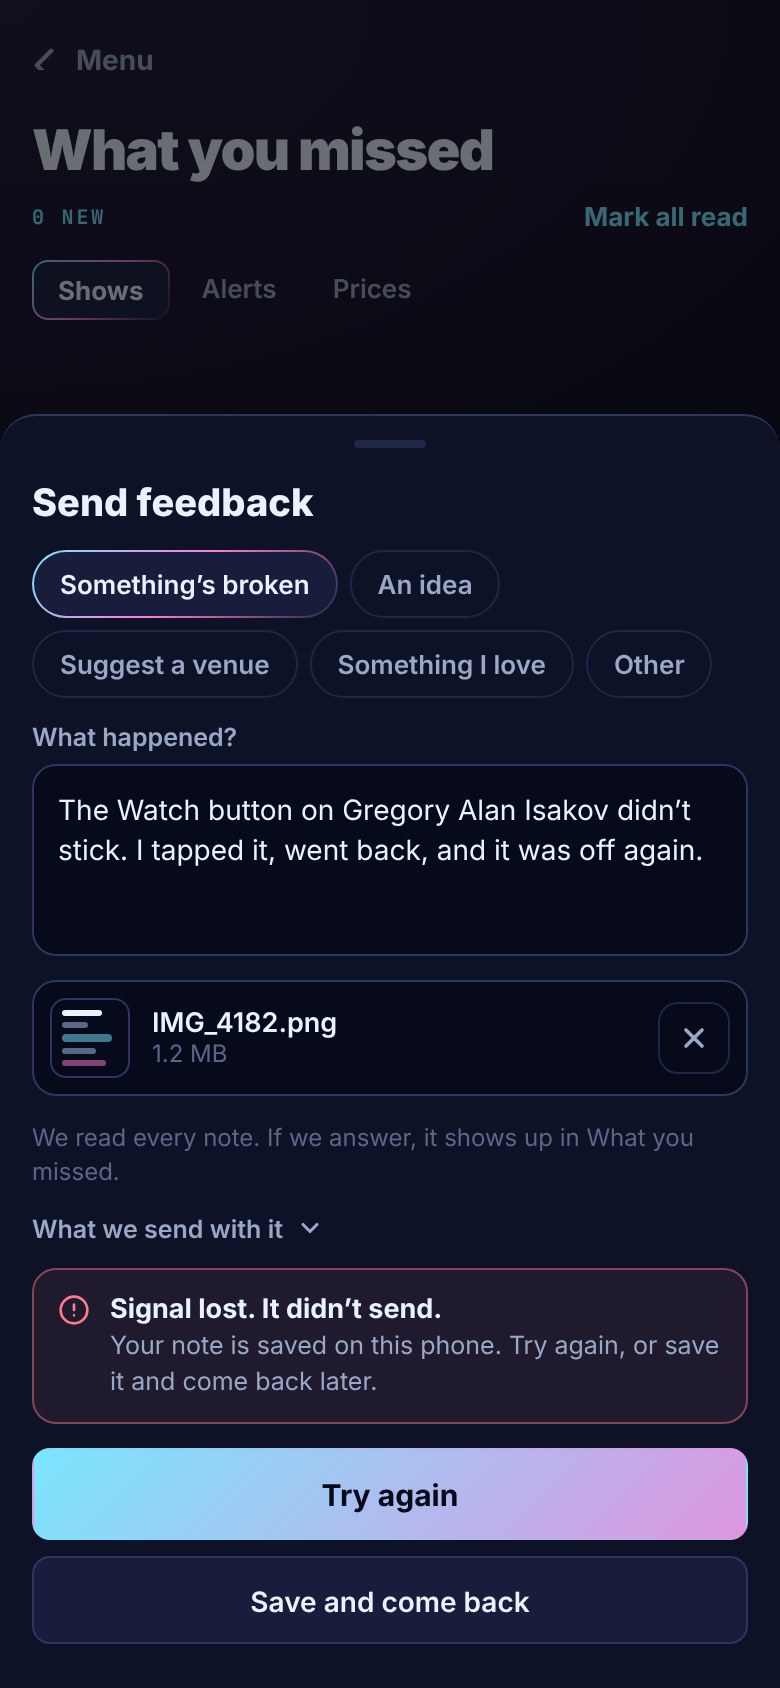 Menu
What you missed
0 NEW
Mark all read
Shows
Alerts
Prices
Send feedback
Something’s broken
An idea
Suggest a venue
Something I love
Other
What happened?
The Watch button on Gregory Alan Isakov didn’t
stick. I tapped it, went back, and it was off again.
IMG_4182.png
1.2 MB
We read every note. If we answer, it shows up in What you
missed.
What we send with it
Signal lost. It didn’t send.
Your note is saved on this phone. Try again, or save
it and come back later.
Try again
Save and come back